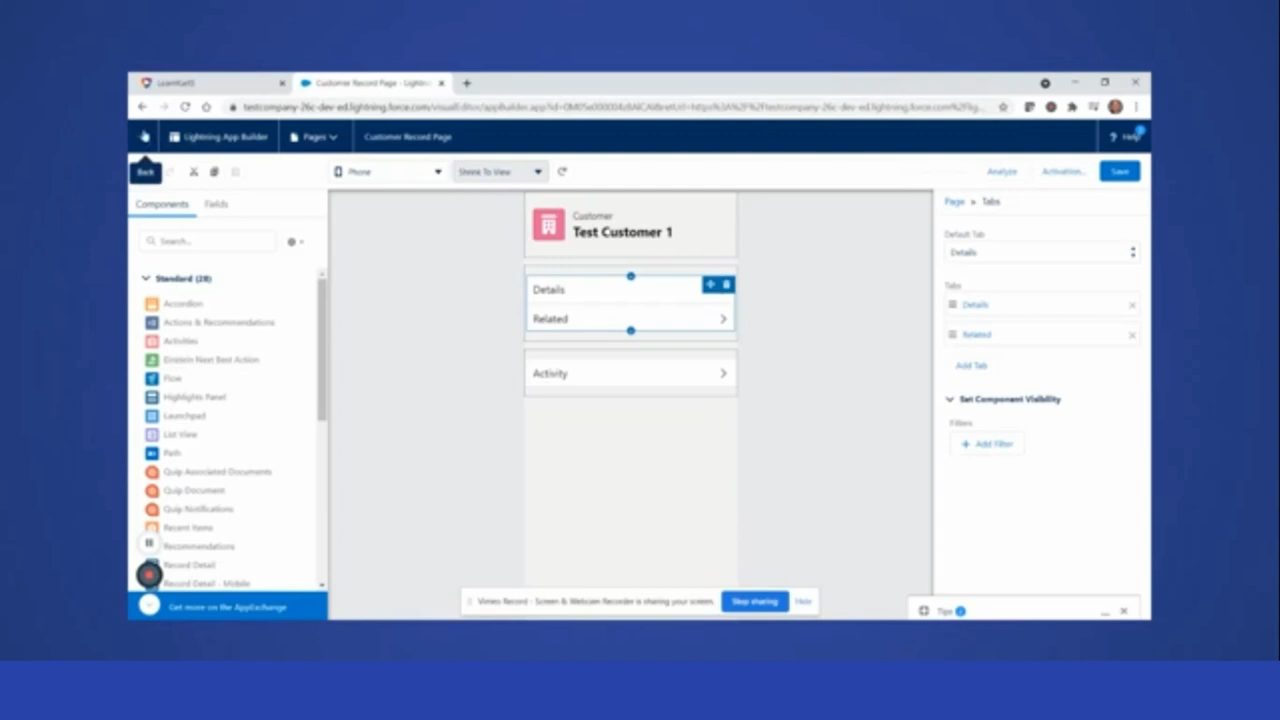 LearnKarts
Customer Record Page - Lightni
Lightning App Builder
Pages
Customer Record Page
? Help
Back
Phone
Shrink To View
Analyze
Activation...
Save
Components
Fields
Search...
Standard (28)
Accordion
Actions & Recommendations
Activities
Einstein Next Best Action
Flow
Highlights Panel
Launchpad
List View
Path
Quip Associated Documents
Quip Document
Quip Notifications
Recent Items
Recommendations
Record Detail
Record Detail - Mobile
Get more on the AppExchange
Customer
Test Customer 1
Details
Related
Activity
Vimeo Record - Screen & Webcam Recorder is sharing your screen.
Stop sharing
Hide
Page > Tabs
Default Tab
Details
Tabs
Details
Related
Add Tab
Set Component Visibility
Filters
+ Add Filter
Tips